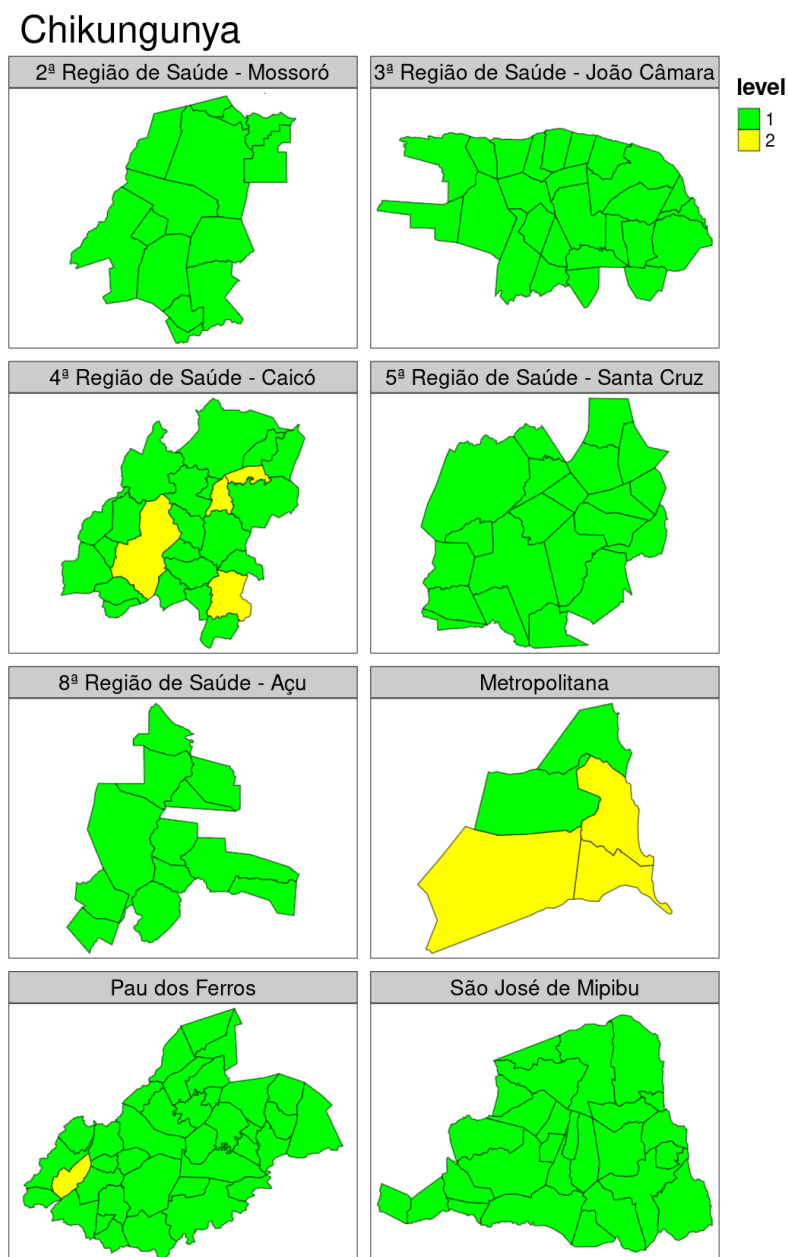 Chikungunya
2ª Região de Saúde - Mossoró
3ª Região de Saúde - João Câmara
level
1
2
4ª Região de Saúde - Caicó
5ª Região de Saúde - Santa Cruz
8ª Região de Saúde - Açu
Metropolitana
Pau dos Ferros
São José de Mipibu